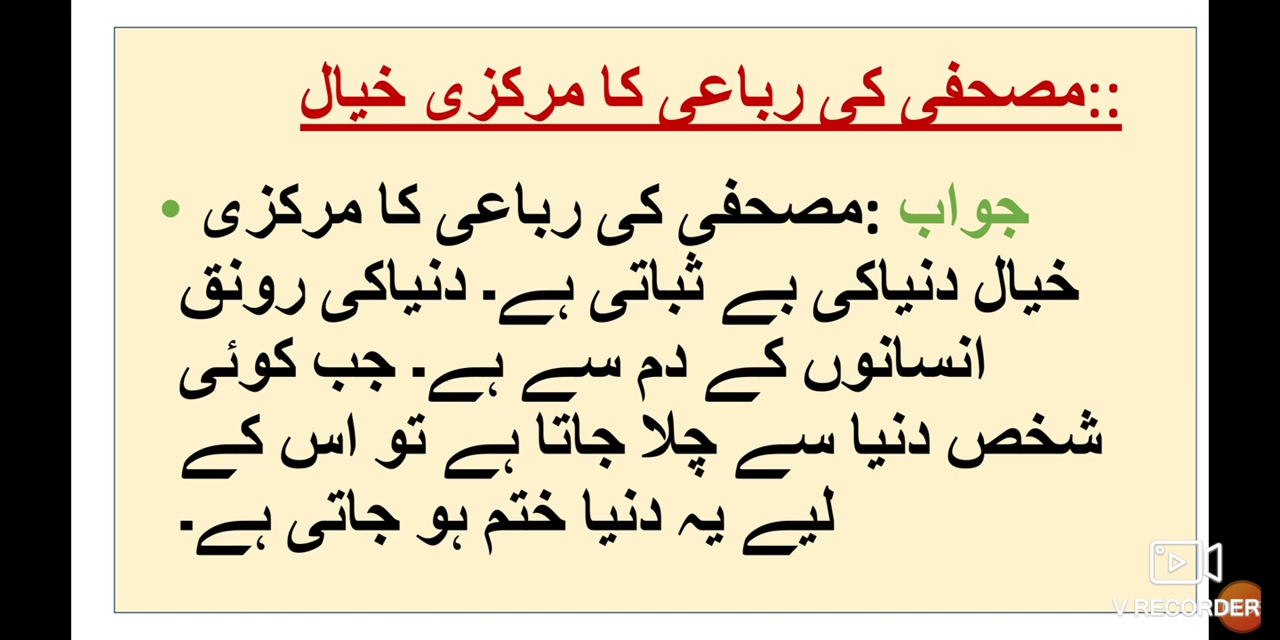 ::مصحفی کی رباعی کا مرکزی خیال
جواب :مصحفی کی رباعی کا مرکزی
خیال دنیاکی بے ثباتی ہے۔ دنیاکی رونق
انسانوں کے دم سے ہے۔ جب کوئی
شخص دنیا سے چلا جاتا ہے تو اس کے
لیے یہ دنیا ختم ہو جاتی ہے۔
V RECORDER